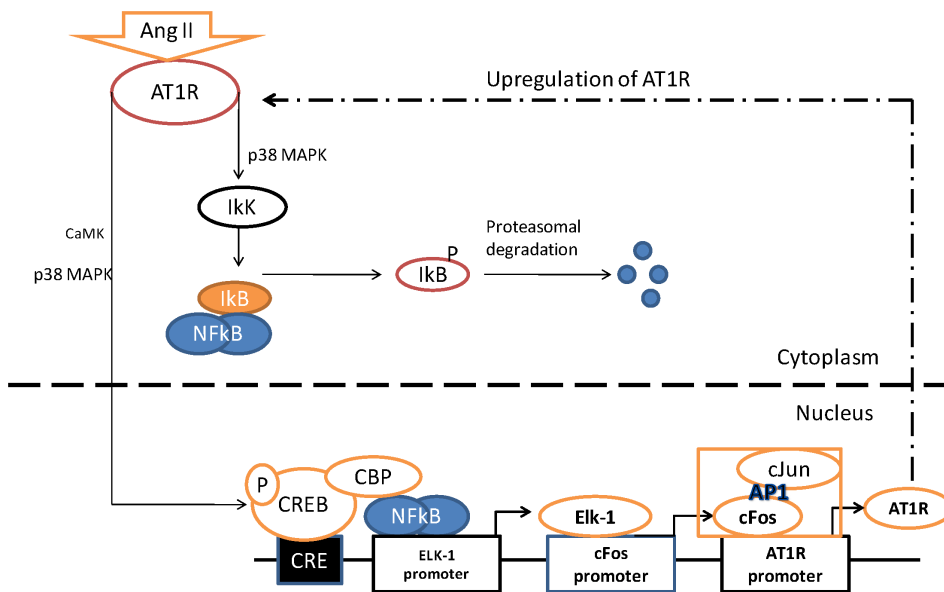 Ang II
AT1R
Upregulation of AT1R
p38 MAPK
IkK
CaMK
p38 MAPK
Proteasomal
degradation
P
IkB
IkB
NFkB
Cytoplasm
Nucleus
P
CREB
CBP
NFkB
Elk-1
cJun
AP1
cFos
AT1R
CRE
ELK-1
promoter
cFos
promoter
AT1R
promoter